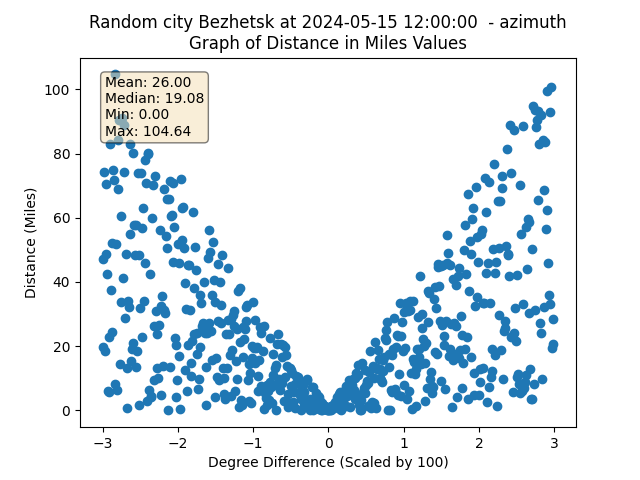 Random city Bezhetsk at 2024-05-15 12:00:00  - azimuth
Graph of Distance in Miles Values
Mean: 26.00
Median: 19.08
Min: 0.00
Max: 104.64
Distance (Miles)
100
80
60
40
20
0
−3 −2 −1 0 1 2 3
Degree Difference (Scaled by 100)